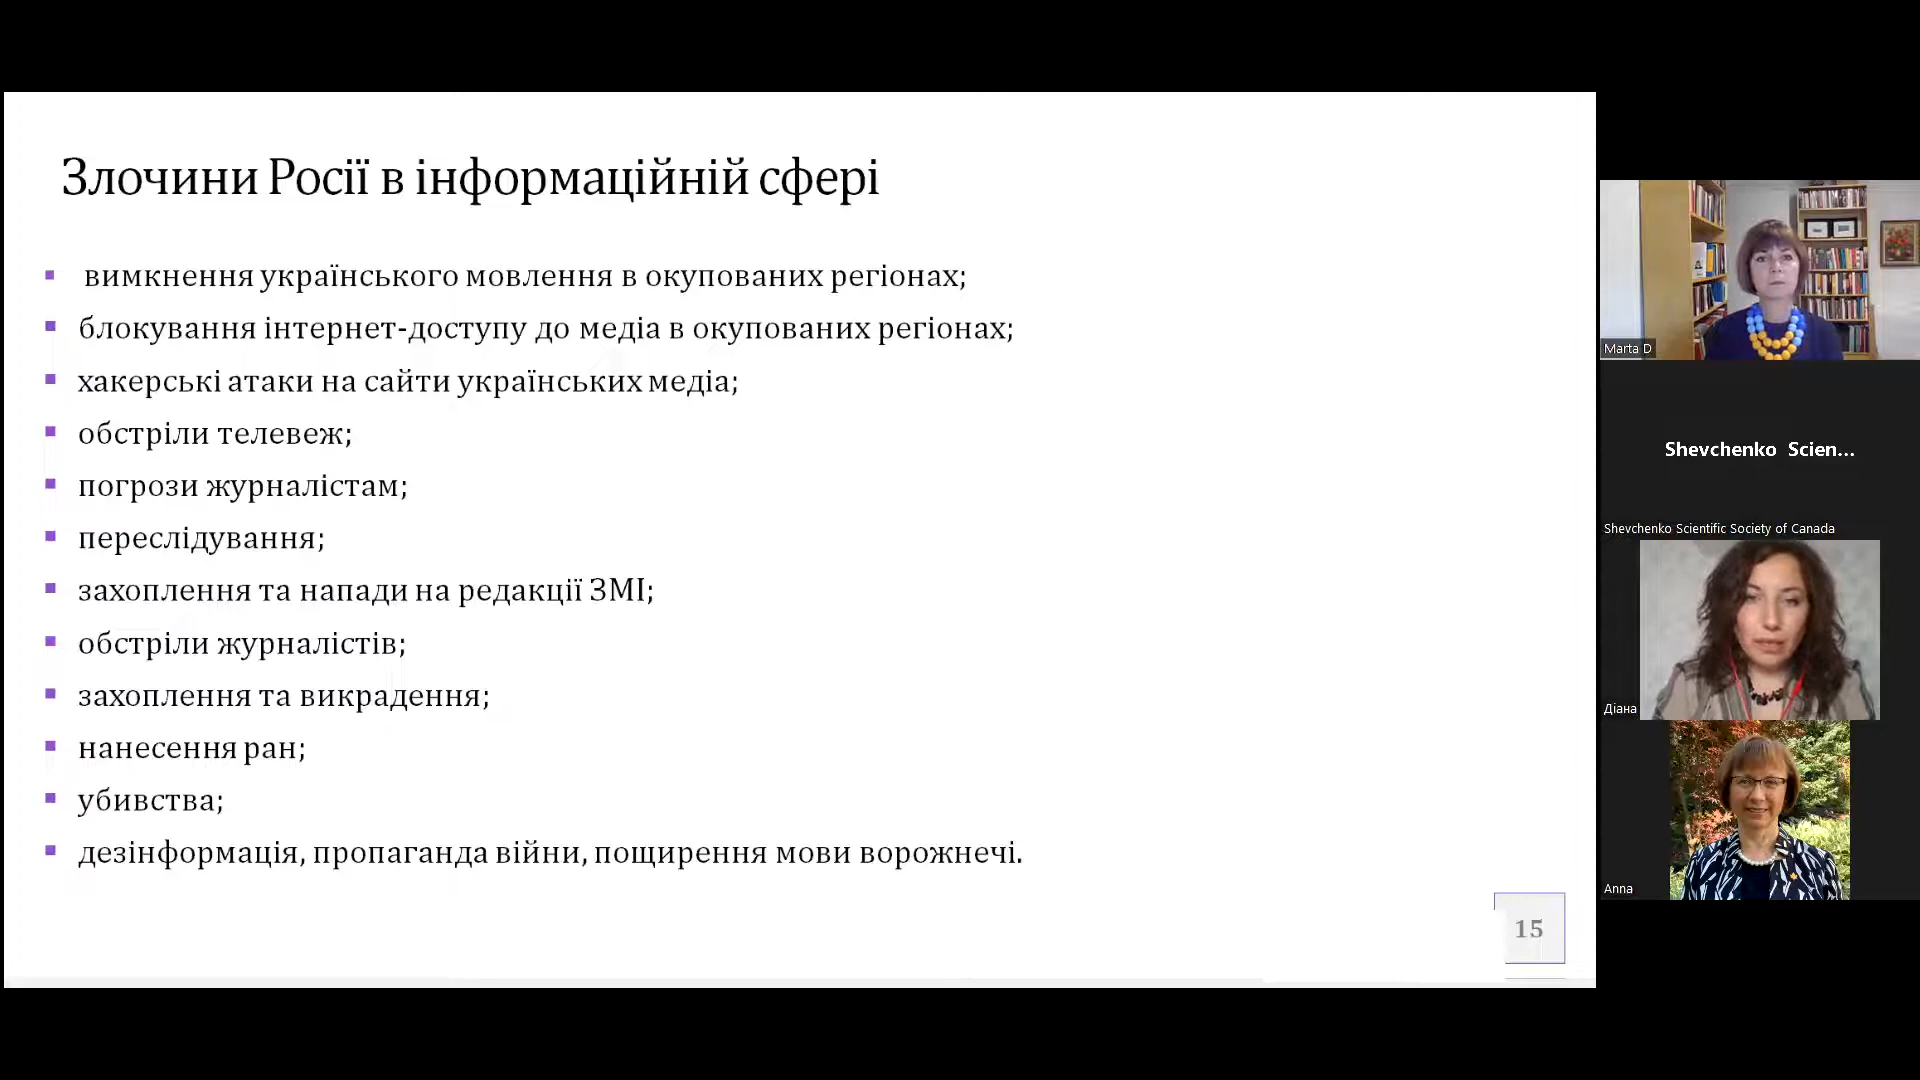 Злочини Росії в інформаційній сфері
вимкнення українського мовлення в окупованих регіонах;
блокування інтернет-доступу до медіа в окупованих регіонах;
хакерські атаки на сайти українських медіа;
обстріли телевеж;
погрози журналістам;
переслідування;
захоплення та напади на редакції ЗМІ;
обстріли журналістів;
захоплення та викрадення;
нанесення ран;
убивства;
дезінформація, пропаганда війни, пощирення мови ворожнечі.
15
Marta D
Shevchenko Scien...
Shevchenko Scientific Society of Canada
Діана
Anna